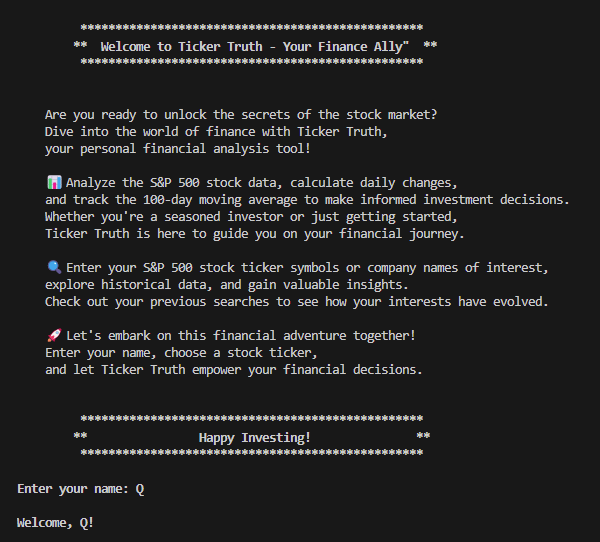 *************************************************
** Welcome to Ticker Truth - Your Finance Ally" **
*************************************************
Are you ready to unlock the secrets of the stock market?
Dive into the world of finance with Ticker Truth,
your personal financial analysis tool!
📊 Analyze the S&P 500 stock data, calculate daily changes,
and track the 100-day moving average to make informed investment decisions.
Whether you're a seasoned investor or just getting started,
Ticker Truth is here to guide you on your financial journey.
🔍 Enter your S&P 500 stock ticker symbols or company names of interest,
explore historical data, and gain valuable insights.
Check out your previous searches to see how your interests have evolved.
🚀 Let's embark on this financial adventure together!
Enter your name, choose a stock ticker,
and let Ticker Truth empower your financial decisions.
*************************************************
** Happy Investing! **
*************************************************
Enter your name: Q
Welcome, Q!